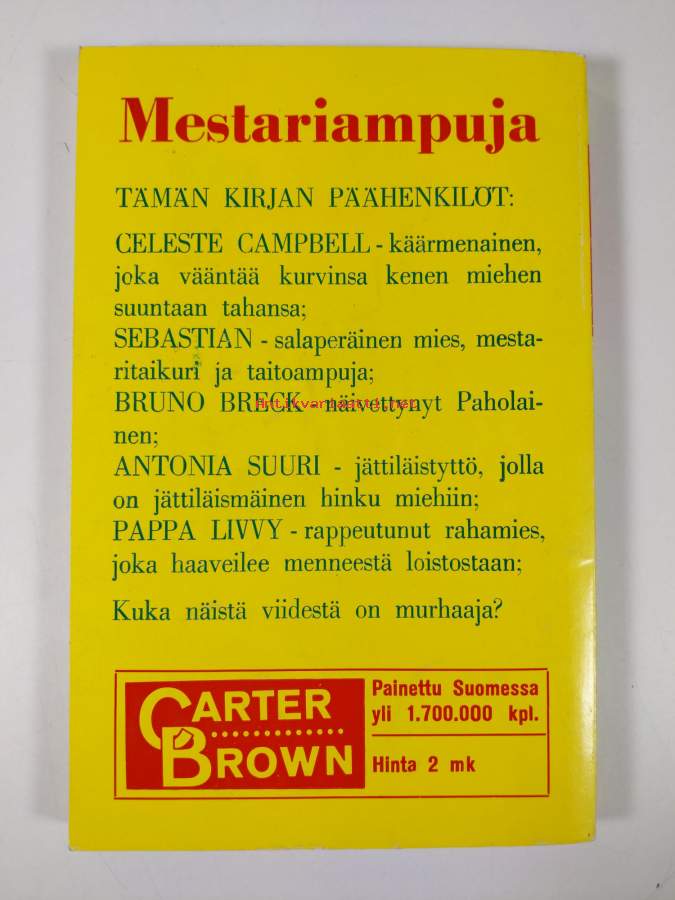 Mestariampuja
TÄMÄN KIRJAN PÄÄHENKILÖT:
CELESTE CAMPBELL - käärmenainen,
joka vääntää kurvinsa kenen miehen
suuntaan tahansa;
SEBASTIAN - salaperäinen mies, mesta-
ritaikuri ja taitoampuja;
BRUNO BRECK - näivettynyt Paholai-
Antikvariaatti.net
nen;
ANTONIA SUURI - jättiläistyttö, jolla
on jättiläismäinen hinku miehiin;
PAPPA LIVVY - rappeutunut rahamies,
joka haaveilee menneestä loistostaan;
Kuka näistä viidestä on murhaaja?
CARTER
BROWN
Painettu Suomessa
yli 1.700.000 kpl.
Hinta 2 mk